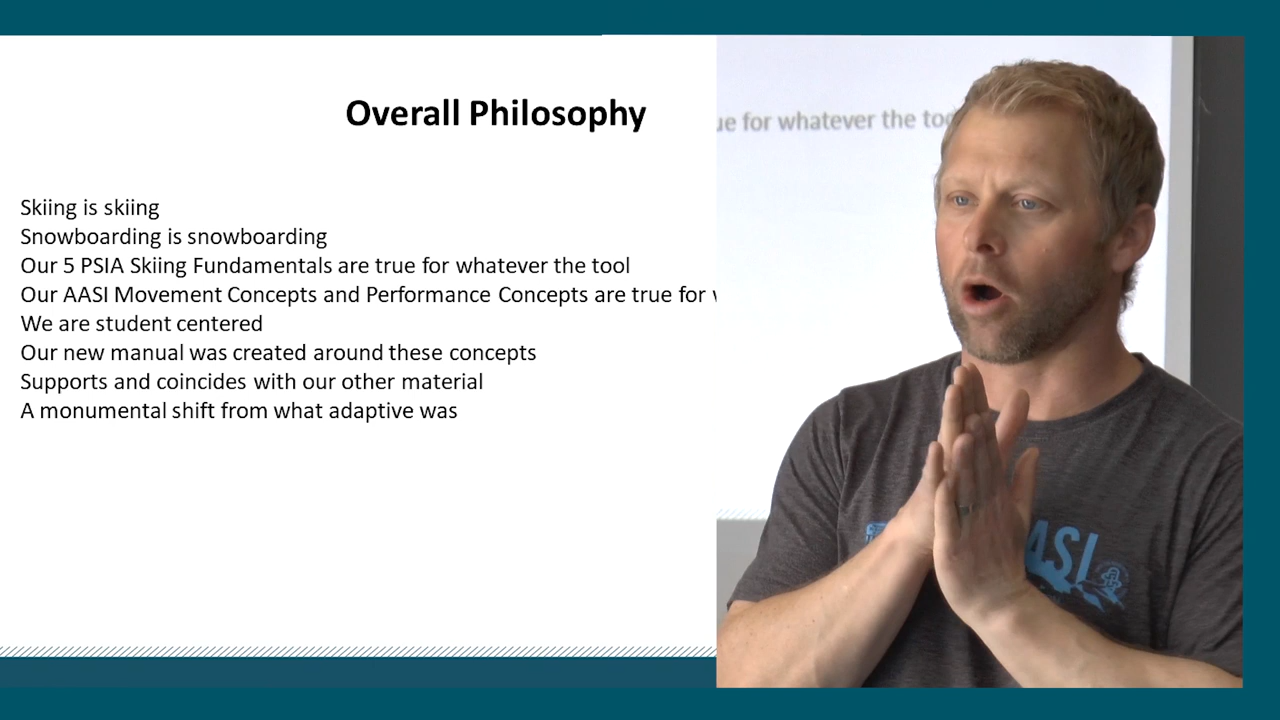 Overall Philosophy
Skiing is skiing
Snowboarding is snowboarding
Our 5 PSIA Skiing Fundamentals are true for whatever the tool
Our AASI Movement Concepts and Performance Concepts are true for
We are student centered
Our new manual was created around these concepts
Supports and coincides with our other material
A monumental shift from what adaptive was
ue for whatever the too
ASI